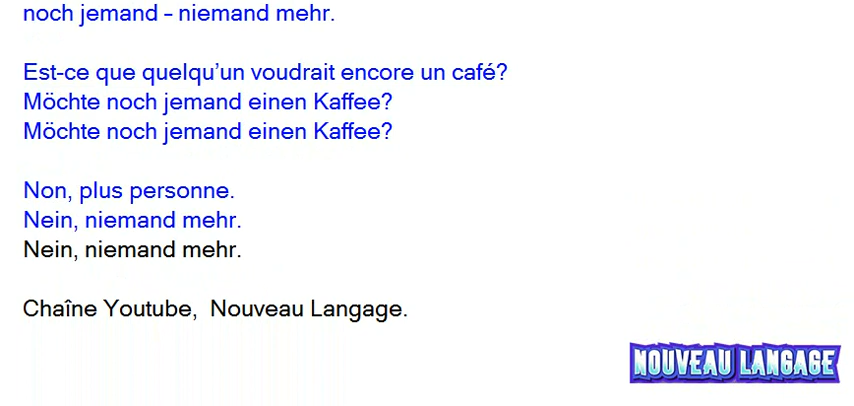 noch jemand – niemand mehr.
Est-ce que quelqu’un voudrait encore un café?
Möchte noch jemand einen Kaffee?
Möchte noch jemand einen Kaffee?
Non, plus personne.
Nein, niemand mehr.
Nein, niemand mehr.
Chaîne Youtube,  Nouveau Langage.
NOUVEAU LANGAGE